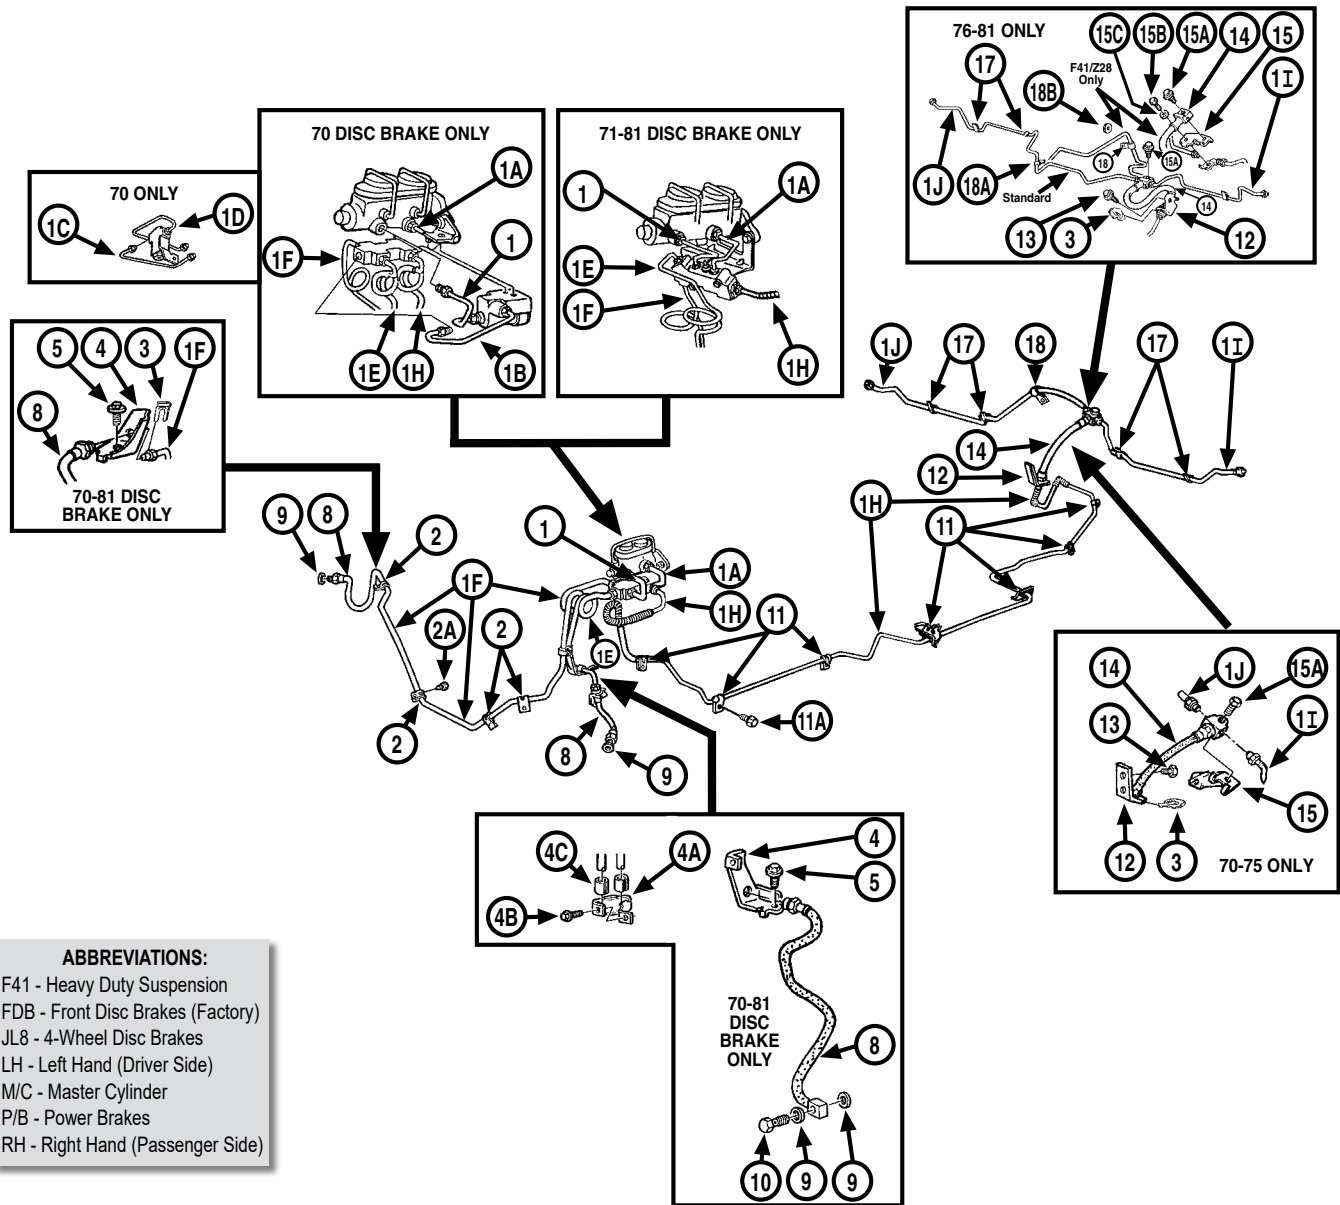 76-81 ONLY
15C
15B
15A
14
15
17
1I
F41/Z28
Only
18B
18
15A
1J
18A
Standard
14
13
3
12
70 DISC BRAKE ONLY
1A
1
1F
1E
1H
1B
71-81 DISC BRAKE ONLY
1
1A
1E
1F
1H
70 ONLY
1C
1D
5
4
3
1F
8
70-81 DISC
BRAKE ONLY
1J
17
18
17
1I
14
12
1H
11
9
8
2
1
1A
1F
1H
2A
2
1E
11
2
8
9
11A
14
1J
15A
13
1I
15
12
3
70-75 ONLY
4C
4A
4
5
4B
70-81
DISC
BRAKE
ONLY
8
10
9
9
ABBREVIATIONS:
F41 - Heavy Duty Suspension
FDB - Front Disc Brakes (Factory)
JL8 - 4-Wheel Disc Brakes
LH - Left Hand (Driver Side)
M/C - Master Cylinder
P/B - Power Brakes
RH - Right Hand (Passenger Side)